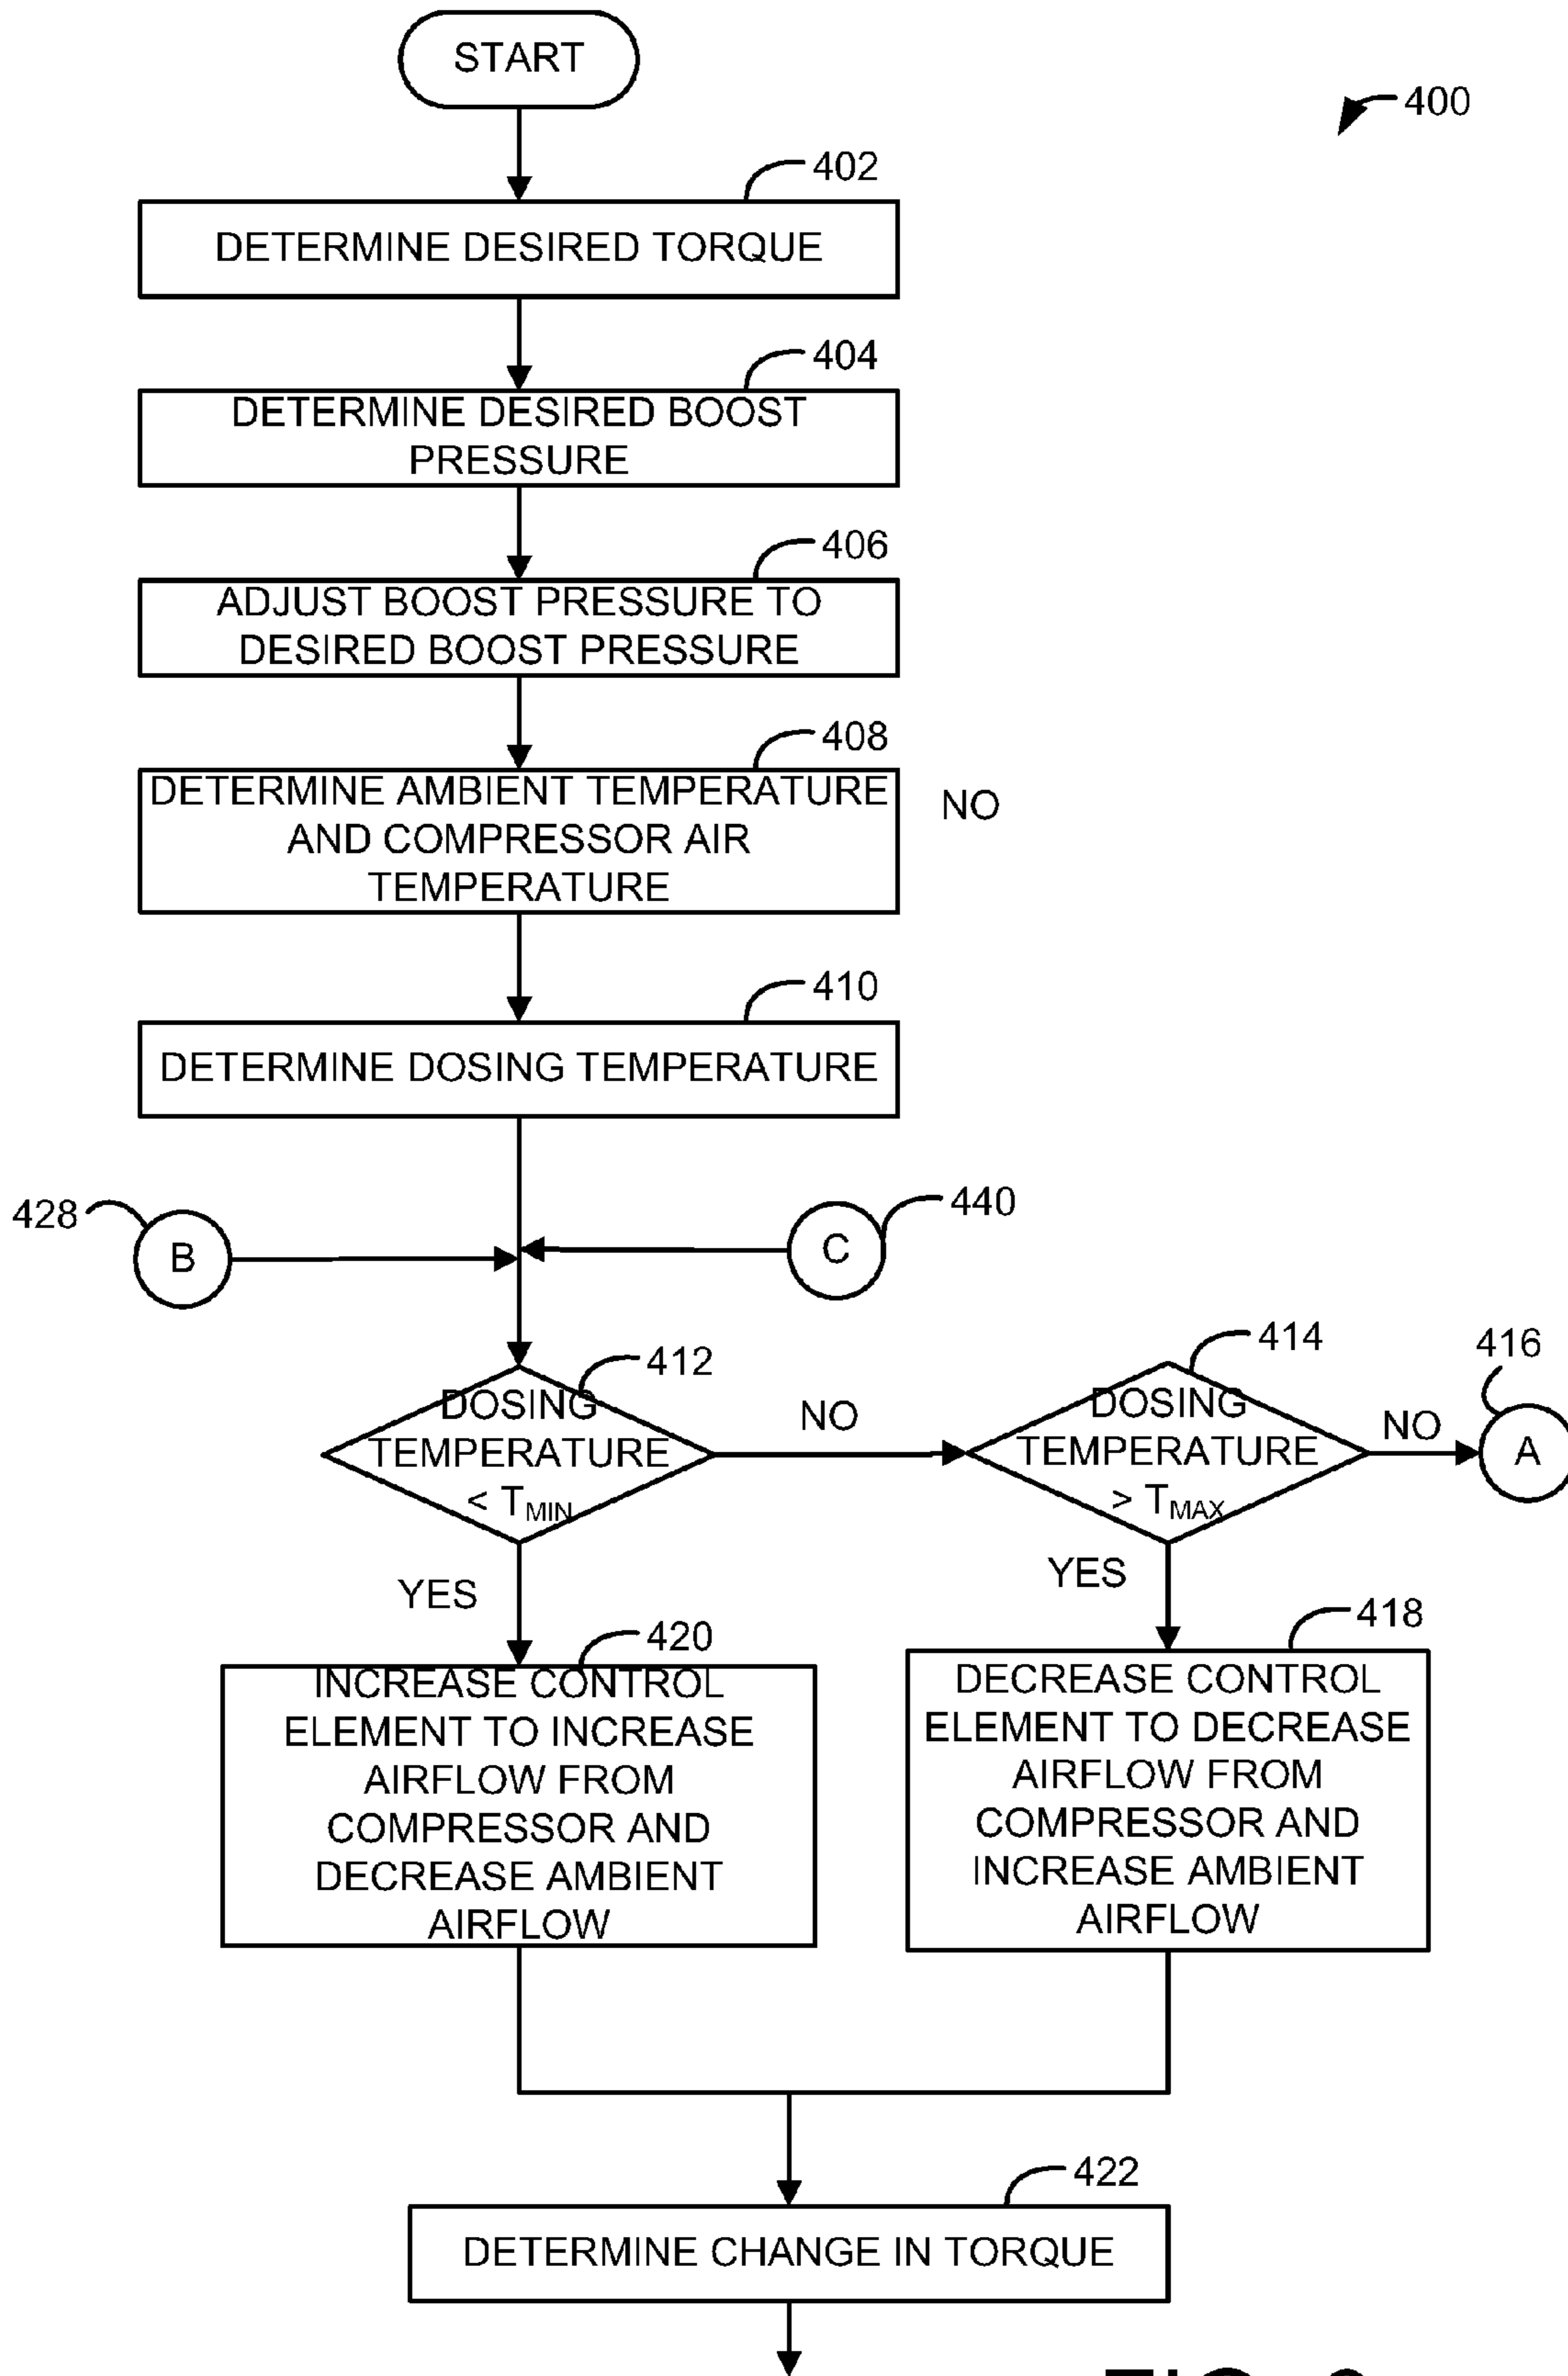 START
400
402
DETERMINE DESIRED TORQUE
404
DETERMINE DESIRED BOOST
PRESSURE
406
ADJUST BOOST PRESSURE TO
DESIRED BOOST PRESSURE
408
DETERMINE AMBIENT TEMPERATURE
AND COMPRESSOR AIR
TEMPERATURE
NO
410
DETERMINE DOSING TEMPERATURE
428
B
C
440
412
DOSING
TEMPERATURE
< TMIN
NO
414
DOSING
TEMPERATURE
> TMAX
NO
416
A
YES
YES
420
INCREASE CONTROL
ELEMENT TO INCREASE
AIRFLOW FROM
COMPRESSOR AND
DECREASE AMBIENT
AIRFLOW
418
DECREASE CONTROL
ELEMENT TO DECREASE
AIRFLOW FROM
COMPRESSOR AND
INCREASE AMBIENT
AIRFLOW
422
DETERMINE CHANGE IN TORQUE